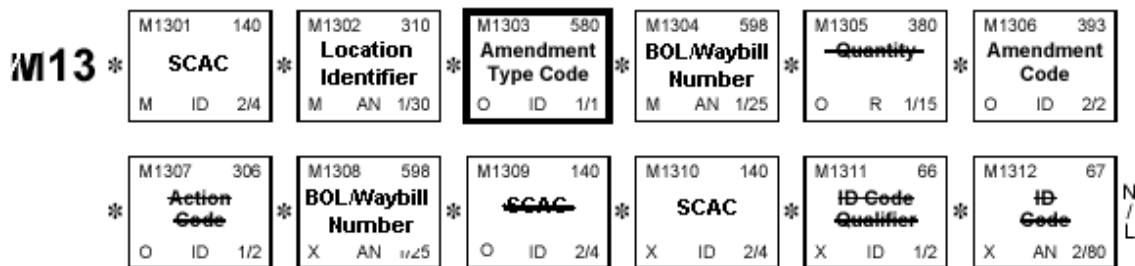 M13 * M1301 140 * M1302 310 * M1303 580 * M1304 598 * M1305 380 * M1306 393
SCAC Location Identifier Amendment Type Code BOL/Waybill Number Quantity Amendment Code
M ID 2/4 M AN 1/30 O ID 1/1 M AN 1/25 O R 1/15 O ID 2/2
* M1307 306 * M1308 598 * M1309 140 * M1310 140 * M1311 66 * M1312 67
Action Code BOL/Waybill Number SCAC SCAC ID Code Qualifier ID Code N / L
O ID 1/2 X AN 1/25 O ID 2/4 X ID 2/4 X ID 1/2 X AN 2/80